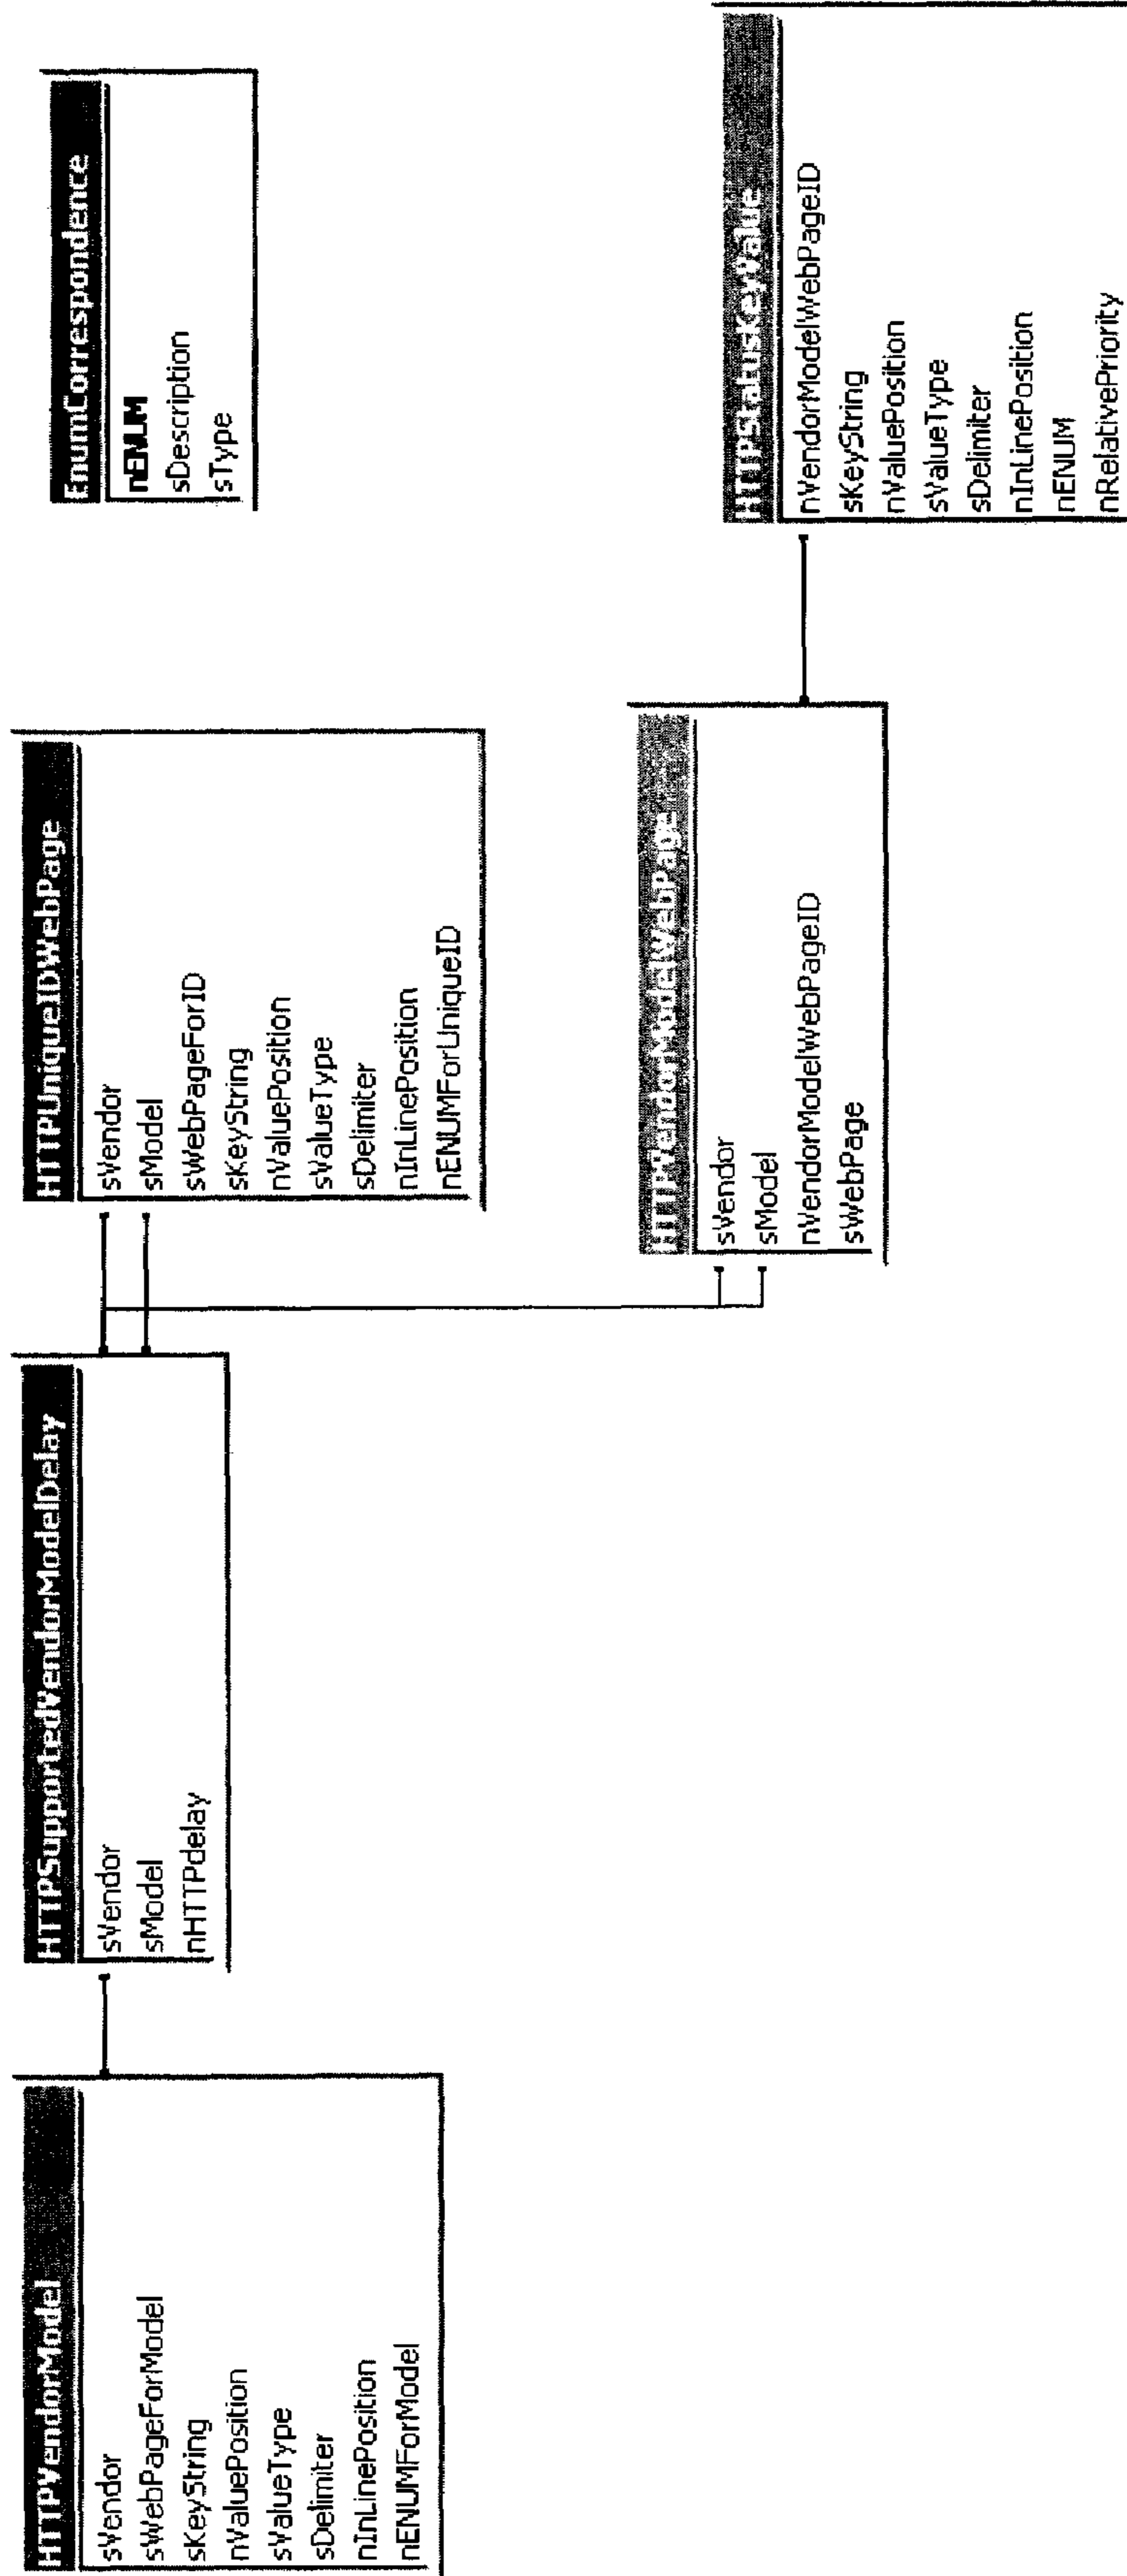 HTTPVendorModel
sVendor
sWebPageForModel
sKeyString
nValuePosition
sValueType
sDelimiter
nInLinePosition
nENUMForModel
HTTPSupportedVendorModelDelay
sVendor
sModel
nHTTPdelay
HTTPUniqueIDWebPage
sVendor
sModel
sWebPageForID
sKeyString
nValuePosition
sValueType
sDelimiter
nInLinePosition
nENUMForUniqueID
EnumCorrespondence
nENUM
sDescription
sType
HTTPVendorModelWebPage
sVendor
sModel
nVendorModelWebPageID
sWebPage
HTTPStatusKeyValue
nVendorModelWebPageID
sKeyString
nValuePosition
sValueType
sDelimiter
nInLinePosition
nENUM
nRelativePriority